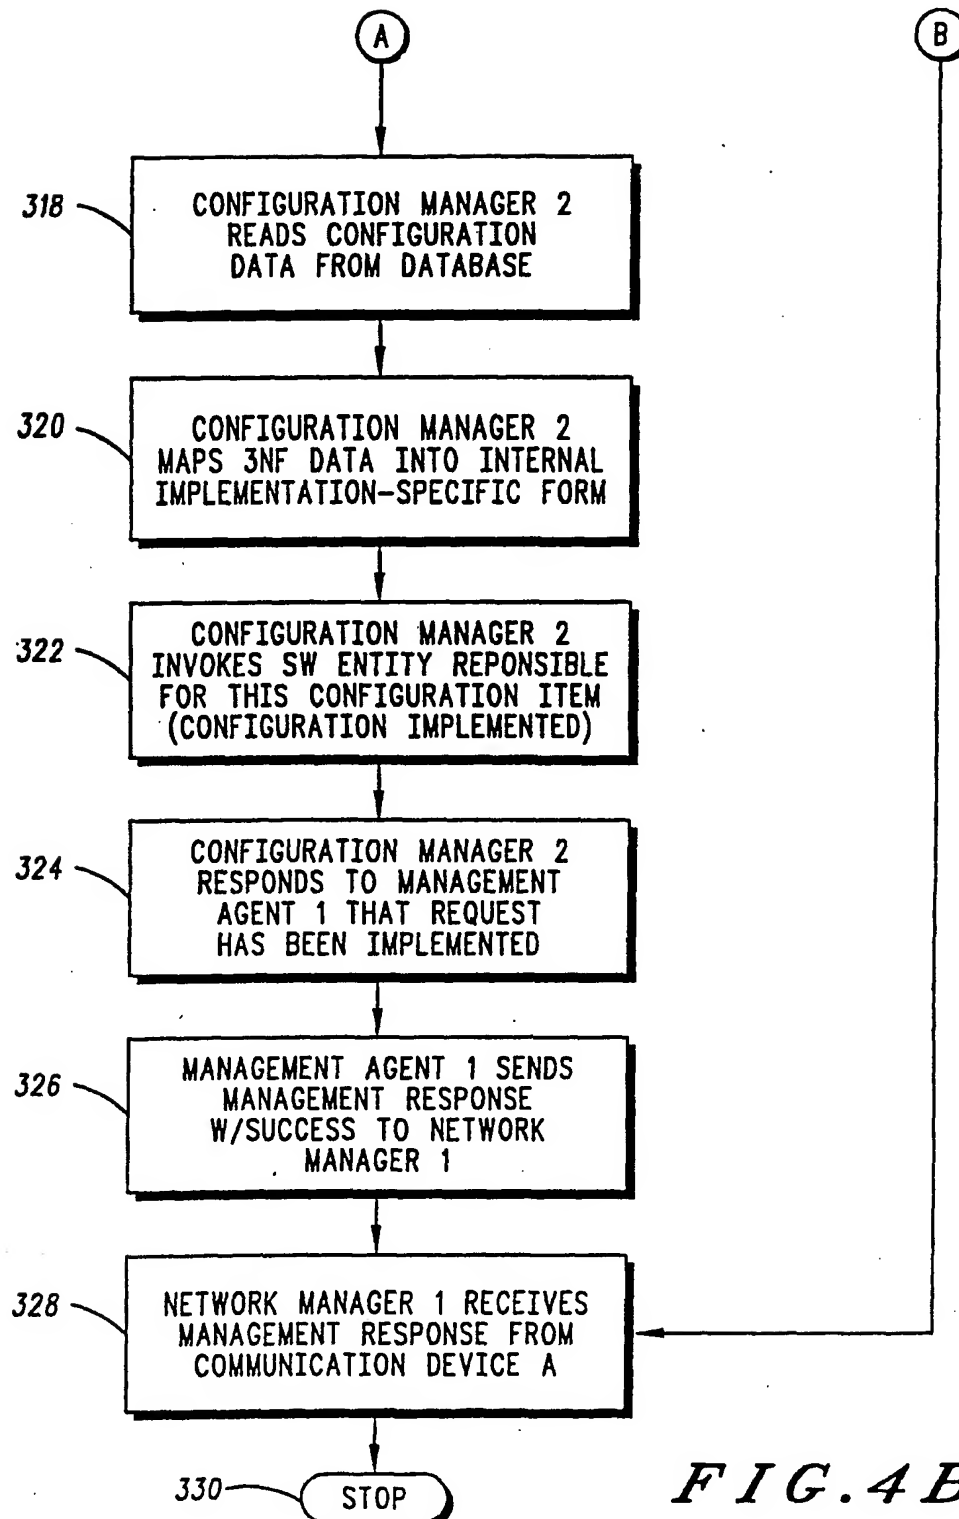 A
B
318
CONFIGURATION MANAGER 2
READS CONFIGURATION
DATA FROM DATABASE
320
CONFIGURATION MANAGER 2
MAPS 3NF DATA INTO INTERNAL
IMPLEMENTATION-SPECIFIC FORM
322
CONFIGURATION MANAGER 2
INVOKES SW ENTITY REPONSIBLE
FOR THIS CONFIGURATION ITEM
(CONFIGURATION IMPLEMENTED)
324
CONFIGURATION MANAGER 2
RESPONDS TO MANAGEMENT
AGENT 1 THAT REQUEST
HAS BEEN IMPLEMENTED
326
MANAGEMENT AGENT 1 SENDS
MANAGEMENT RESPONSE
W/SUCCESS TO NETWORK
MANAGER 1
328
NETWORK MANAGER 1 RECEIVES
MANAGEMENT RESPONSE FROM
COMMUNICATION DEVICE A
330
STOP
FIG.4B